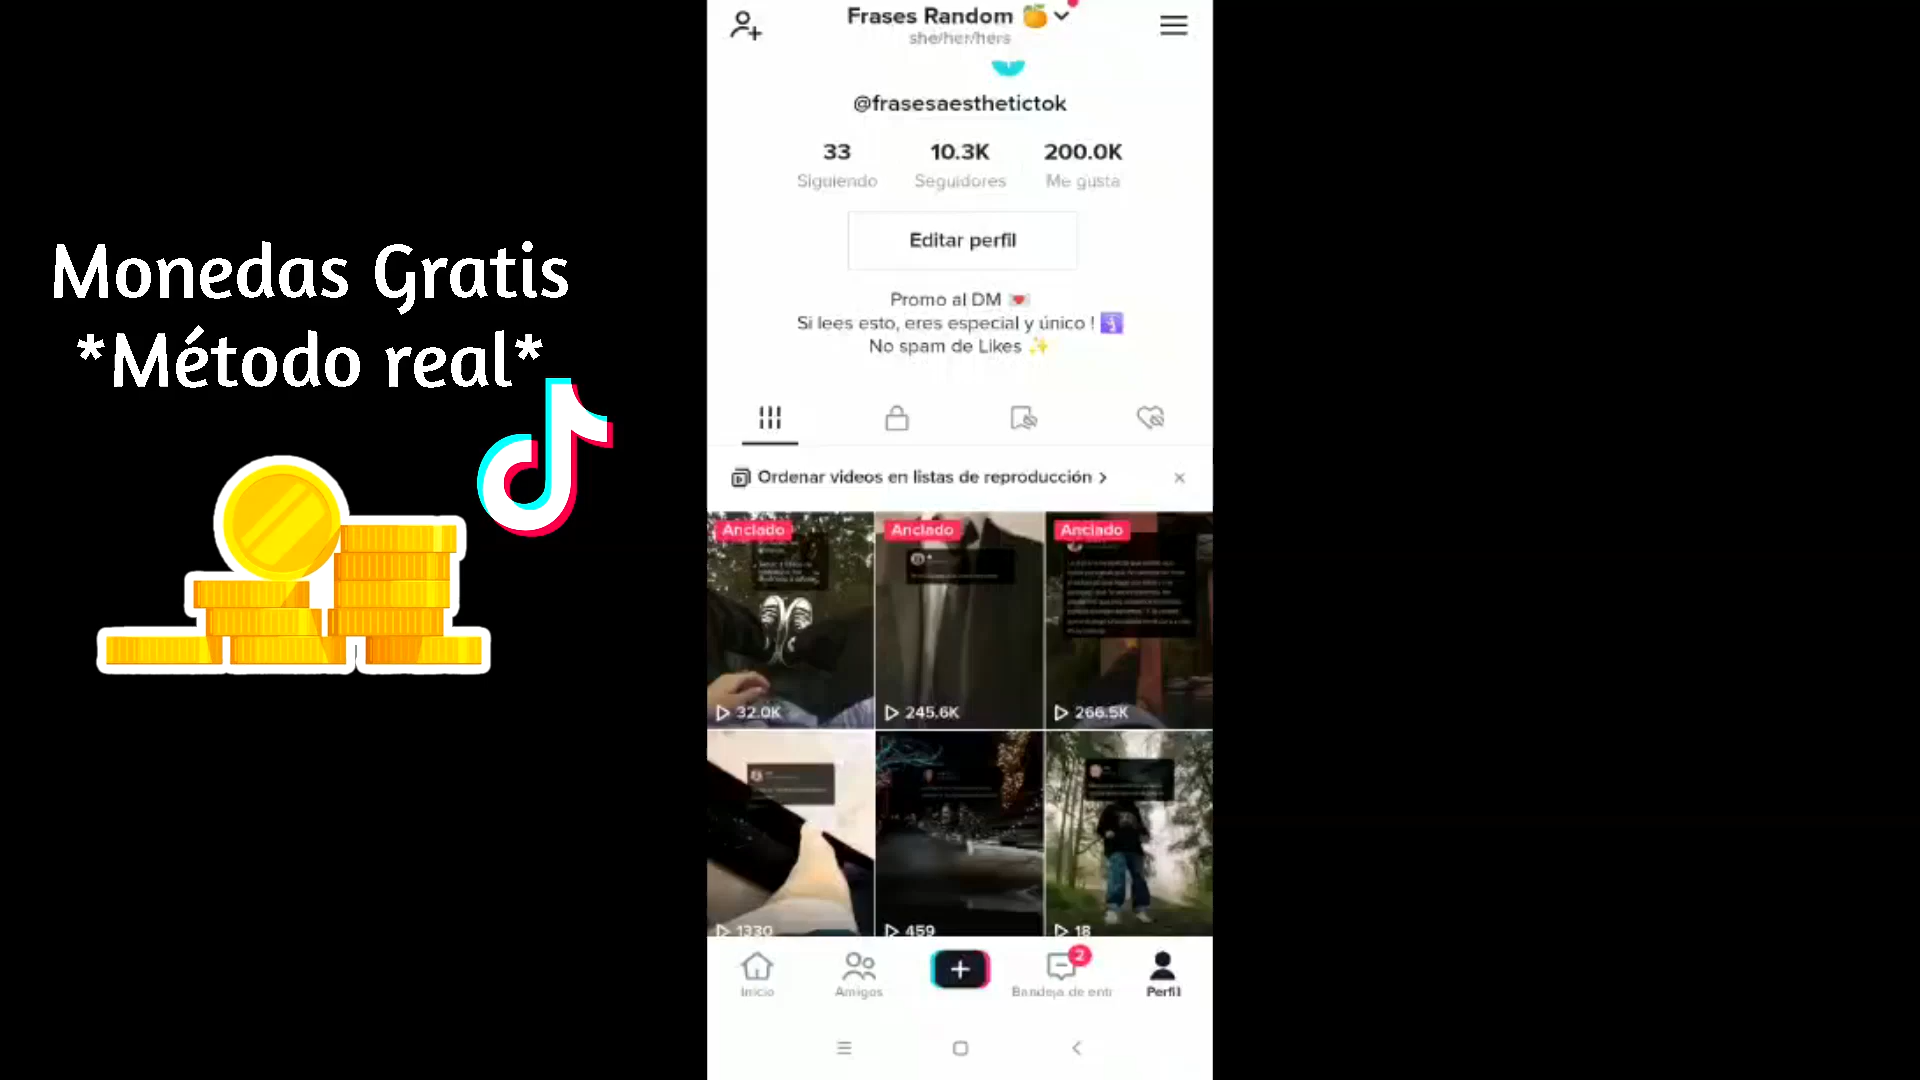 Monedas Gratis
*Método real*
Frases Random 🍊
she/her/hers
@frasesaesthetictok
33 10.3K 200.0K
Siguiendo Seguidores Me gusta
Editar perfil
Promo al DM 💌
Si lees esto, eres especial y único ! 🛐
No spam de Likes ✨
Ordenar videos en listas de reproducción >
Anclado Anclado Anclado
32.0K 245.6K 266.5K
1330 459 18
2
Inicio Amigos Bandeja de entr Perfil